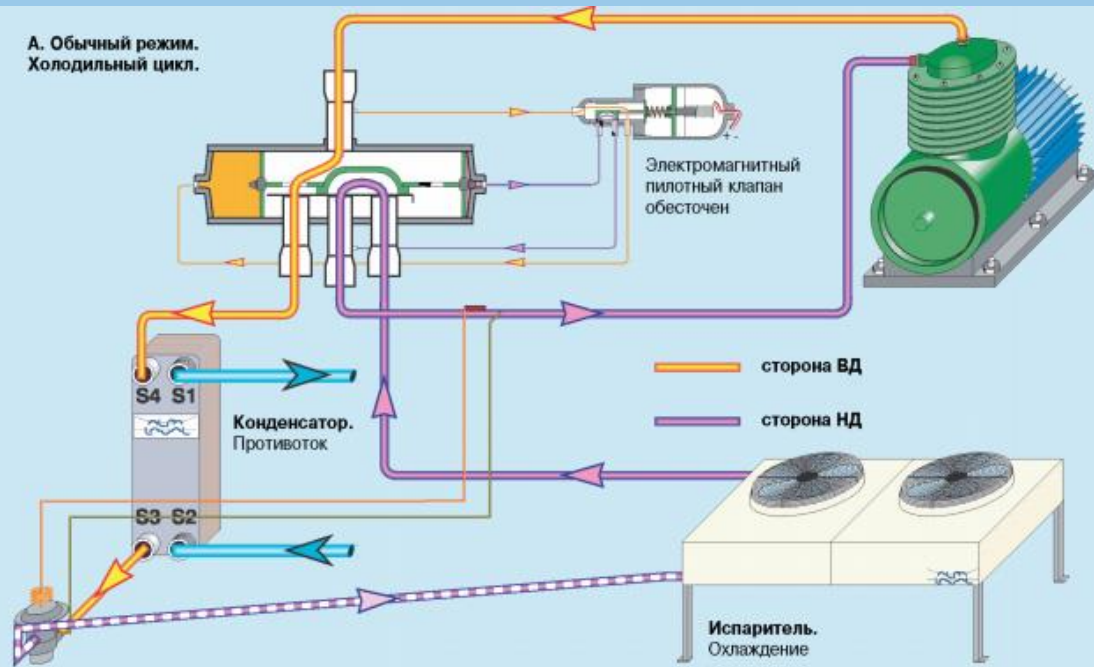 А. Обычный режим.
Холодильный цикл.
+ -
Электромагнитный
пилотный клапан
обесточен
S4 S1
Конденсатор.
Противоток
сторона ВД
сторона НД
S3 S2
Испаритель.
Охлаждение